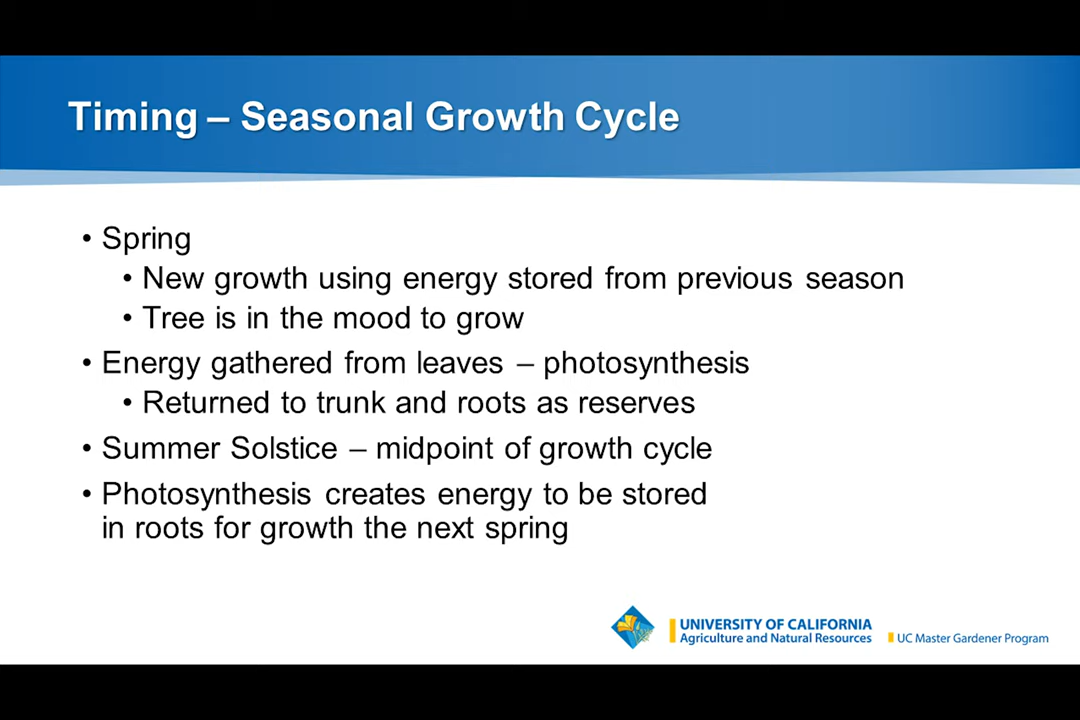 Timing – Seasonal Growth Cycle
• Spring
• New growth using energy stored from previous season
• Tree is in the mood to grow
• Energy gathered from leaves – photosynthesis
• Returned to trunk and roots as reserves
• Summer Solstice – midpoint of growth cycle
• Photosynthesis creates energy to be stored
in roots for growth the next spring
UNIVERSITY OF CALIFORNIA
Agriculture and Natural Resources
UC Master Gardener Program